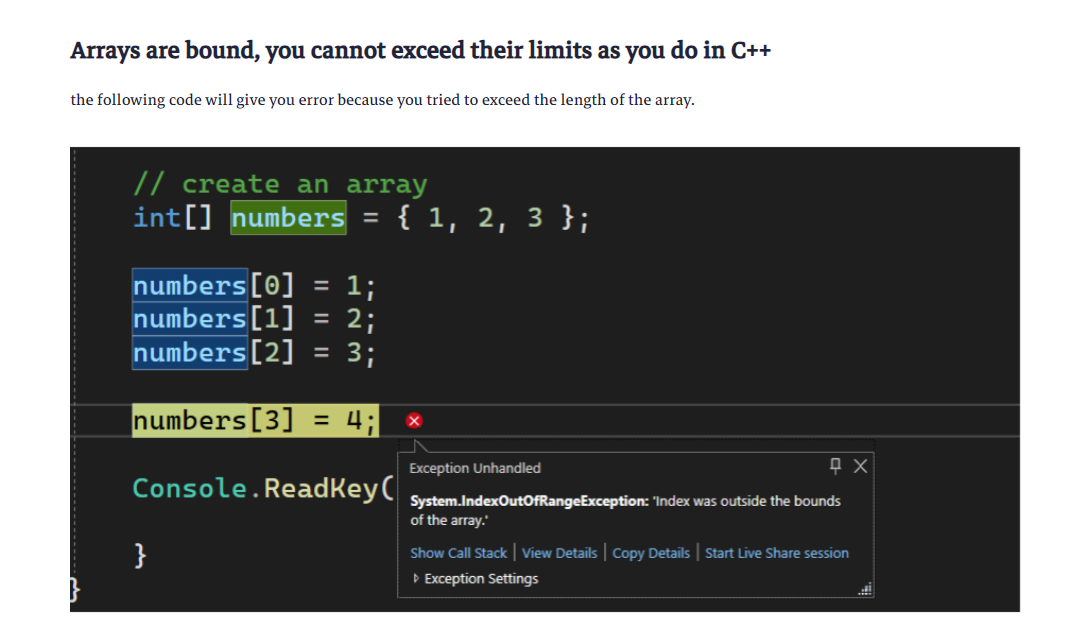 Arrays are bound, you cannot exceed their limits as you do in C++
the following code will give you error because you tried to exceed the length of the array.
// create an array
int[] numbers = { 1, 2, 3 };
numbers[0] = 1;
numbers[1] = 2;
numbers[2] = 3;
numbers[3] = 4;
Console.ReadKey(
Exception Unhandled
System.IndexOutOfRangeException: 'Index was outside the bounds
of the array.'
Show Call Stack | View Details | Copy Details | Start Live Share session
Exception Settings
}
}